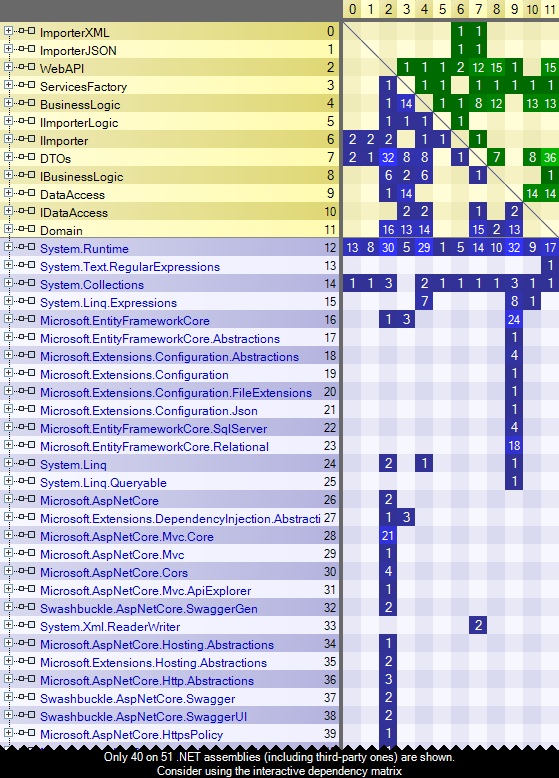 0 1 2 3 4 5 6 7 8 9 10 11
ImporterXML 0 1 1
ImporterJSON 1 1 1
WebAPI 2 1 1 1 2 12 15 1 15
ServicesFactory 3 1 1 1 1 1 1 1 1
BusinessLogic 4 1 14 1 1 8 12 13 13
IImporterLogic 5 1 1 1 1
IImporter 6 2 2 2 1 1 1
DTOs 7 2 1 32 8 8 1 7 8 36
IBusinessLogic 8 6 2 6 1 1
DataAccess 9 1 14 14 14
IDataAccess 10 2 2 1 2
Domain 11 16 13 14 15 2 13
System.Runtime 12 13 8 30 5 29 1 5 14 10 32 9 17
System.Text.RegularExpressions 13 1
System.Collections 14 1 1 3 2 1 1 1 1 3 1 1
System.Linq.Expressions 15 7 8 1
Microsoft.EntityFrameworkCore 16 1 3 24
Microsoft.EntityFrameworkCore.Abstractions 17 1
Microsoft.Extensions.Configuration.Abstractions 18 4
Microsoft.Extensions.Configuration 19 1
Microsoft.Extensions.Configuration.FileExtensions 20 1
Microsoft.Extensions.Configuration.Json 21 1
Microsoft.EntityFrameworkCore.SqlServer 22 4
Microsoft.EntityFrameworkCore.Relational 23 18
System.Linq 24 2 1 1
System.Linq.Queryable 25 1
Microsoft.AspNetCore 26 2
Microsoft.Extensions.DependencyInjection.Abstracti 27 1 3
Microsoft.AspNetCore.Mvc.Core 28 21
Microsoft.AspNetCore.Mvc 29 1
Microsoft.AspNetCore.Cors 30 4
Microsoft.AspNetCore.Mvc.ApiExplorer 31 1
Swashbuckle.AspNetCore.SwaggerGen 32 2
System.Xml.ReaderWriter 33 2
Microsoft.AspNetCore.Hosting.Abstractions 34 1
Microsoft.Extensions.Hosting.Abstractions 35 2
Microsoft.AspNetCore.Http.Abstractions 36 3
Swashbuckle.AspNetCore.Swagger 37 2
Swashbuckle.AspNetCore.SwaggerUI 38 2
Microsoft.AspNetCore.HttpsPolicy 39 1
Only 40 on 51 .NET assemblies (including third-party ones) are shown.
Consider using the interactive dependency matrix